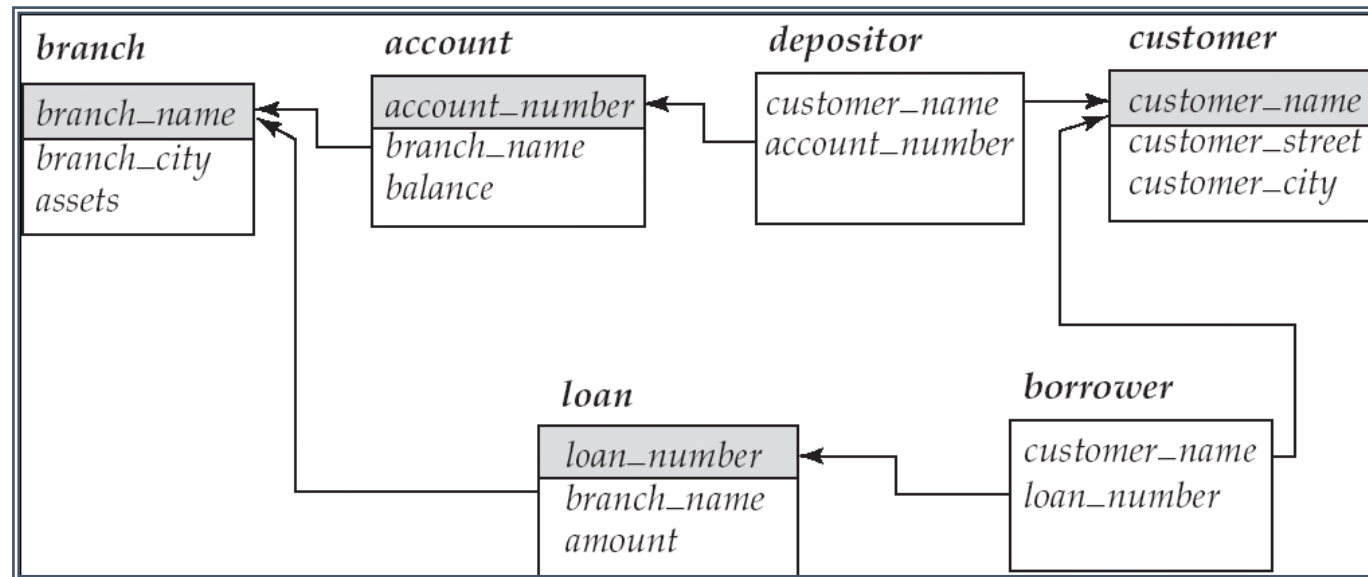 branch
branch_name
branch_city
assets
account
account_number
branch_name
balance
depositor
customer_name
account_number
customer
customer_name
customer_street
customer_city
loan
loan_number
branch_name
amount
borrower
customer_name
loan_number